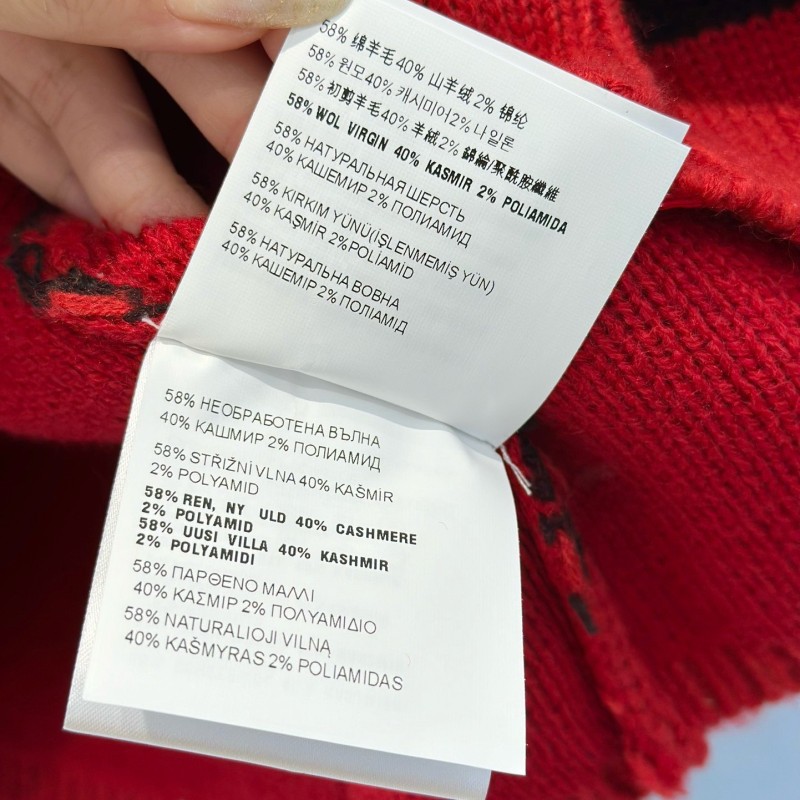 58% 绵羊毛 40% 山羊绒 2% 锦纶
58% 원모 40% 캐시미어 2% 나일론
58% 初剪羊毛 40% 羊絨 2% 錦綸/聚酰胺纖維
58% WOL VIRGIN 40% KASMIR 2% POLIAMIDA
58% НАТУРАЛЬНАЯ ШЕРСТЬ
40% КАШЕМИР 2% ПОЛИАМИД
58% KIRKIM YÜNÜ(İŞLENMEMİŞ YÜN)
40% KAŞMİR 2%POLİAMİD
58% НАТУРАЛЬНА ВОВНА
40% КАШЕМІР 2% ПОЛІАМІД
58% НЕОБРАБОТЕНА ВЪЛНА
40% КАШМИР 2% ПОЛИАМИД
58% STŘIŽNÍ VLNA 40% KAŠMÍR
2% POLYAMID
58% REN, NY ULD 40% CASHMERE
2% POLYAMID
58% UUSI VILLA 40% KASHMIR
2% POLYAMIDI
58% ΠΑΡΘΕΝΟ ΜΑΛΛΙ
40% ΚΑΣΜΙΡ 2% ΠΟΛΥΑΜΙΔΙΟ
58% NATURALIOJI VILNĄ
40% KAŠMYRAS 2% POLIAMIDAS